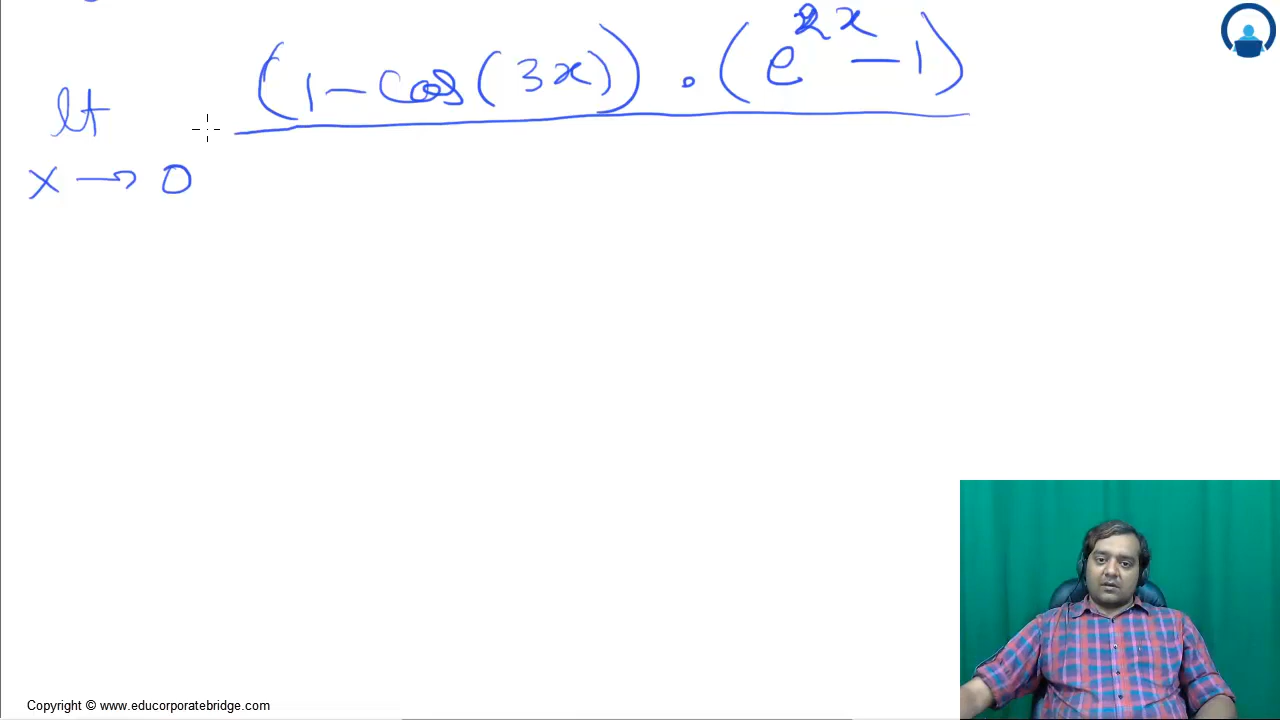 (1-cos(3x)) . (e^2x - 1)
lt
x → 0
Copyright © www.educorporatebridge.com